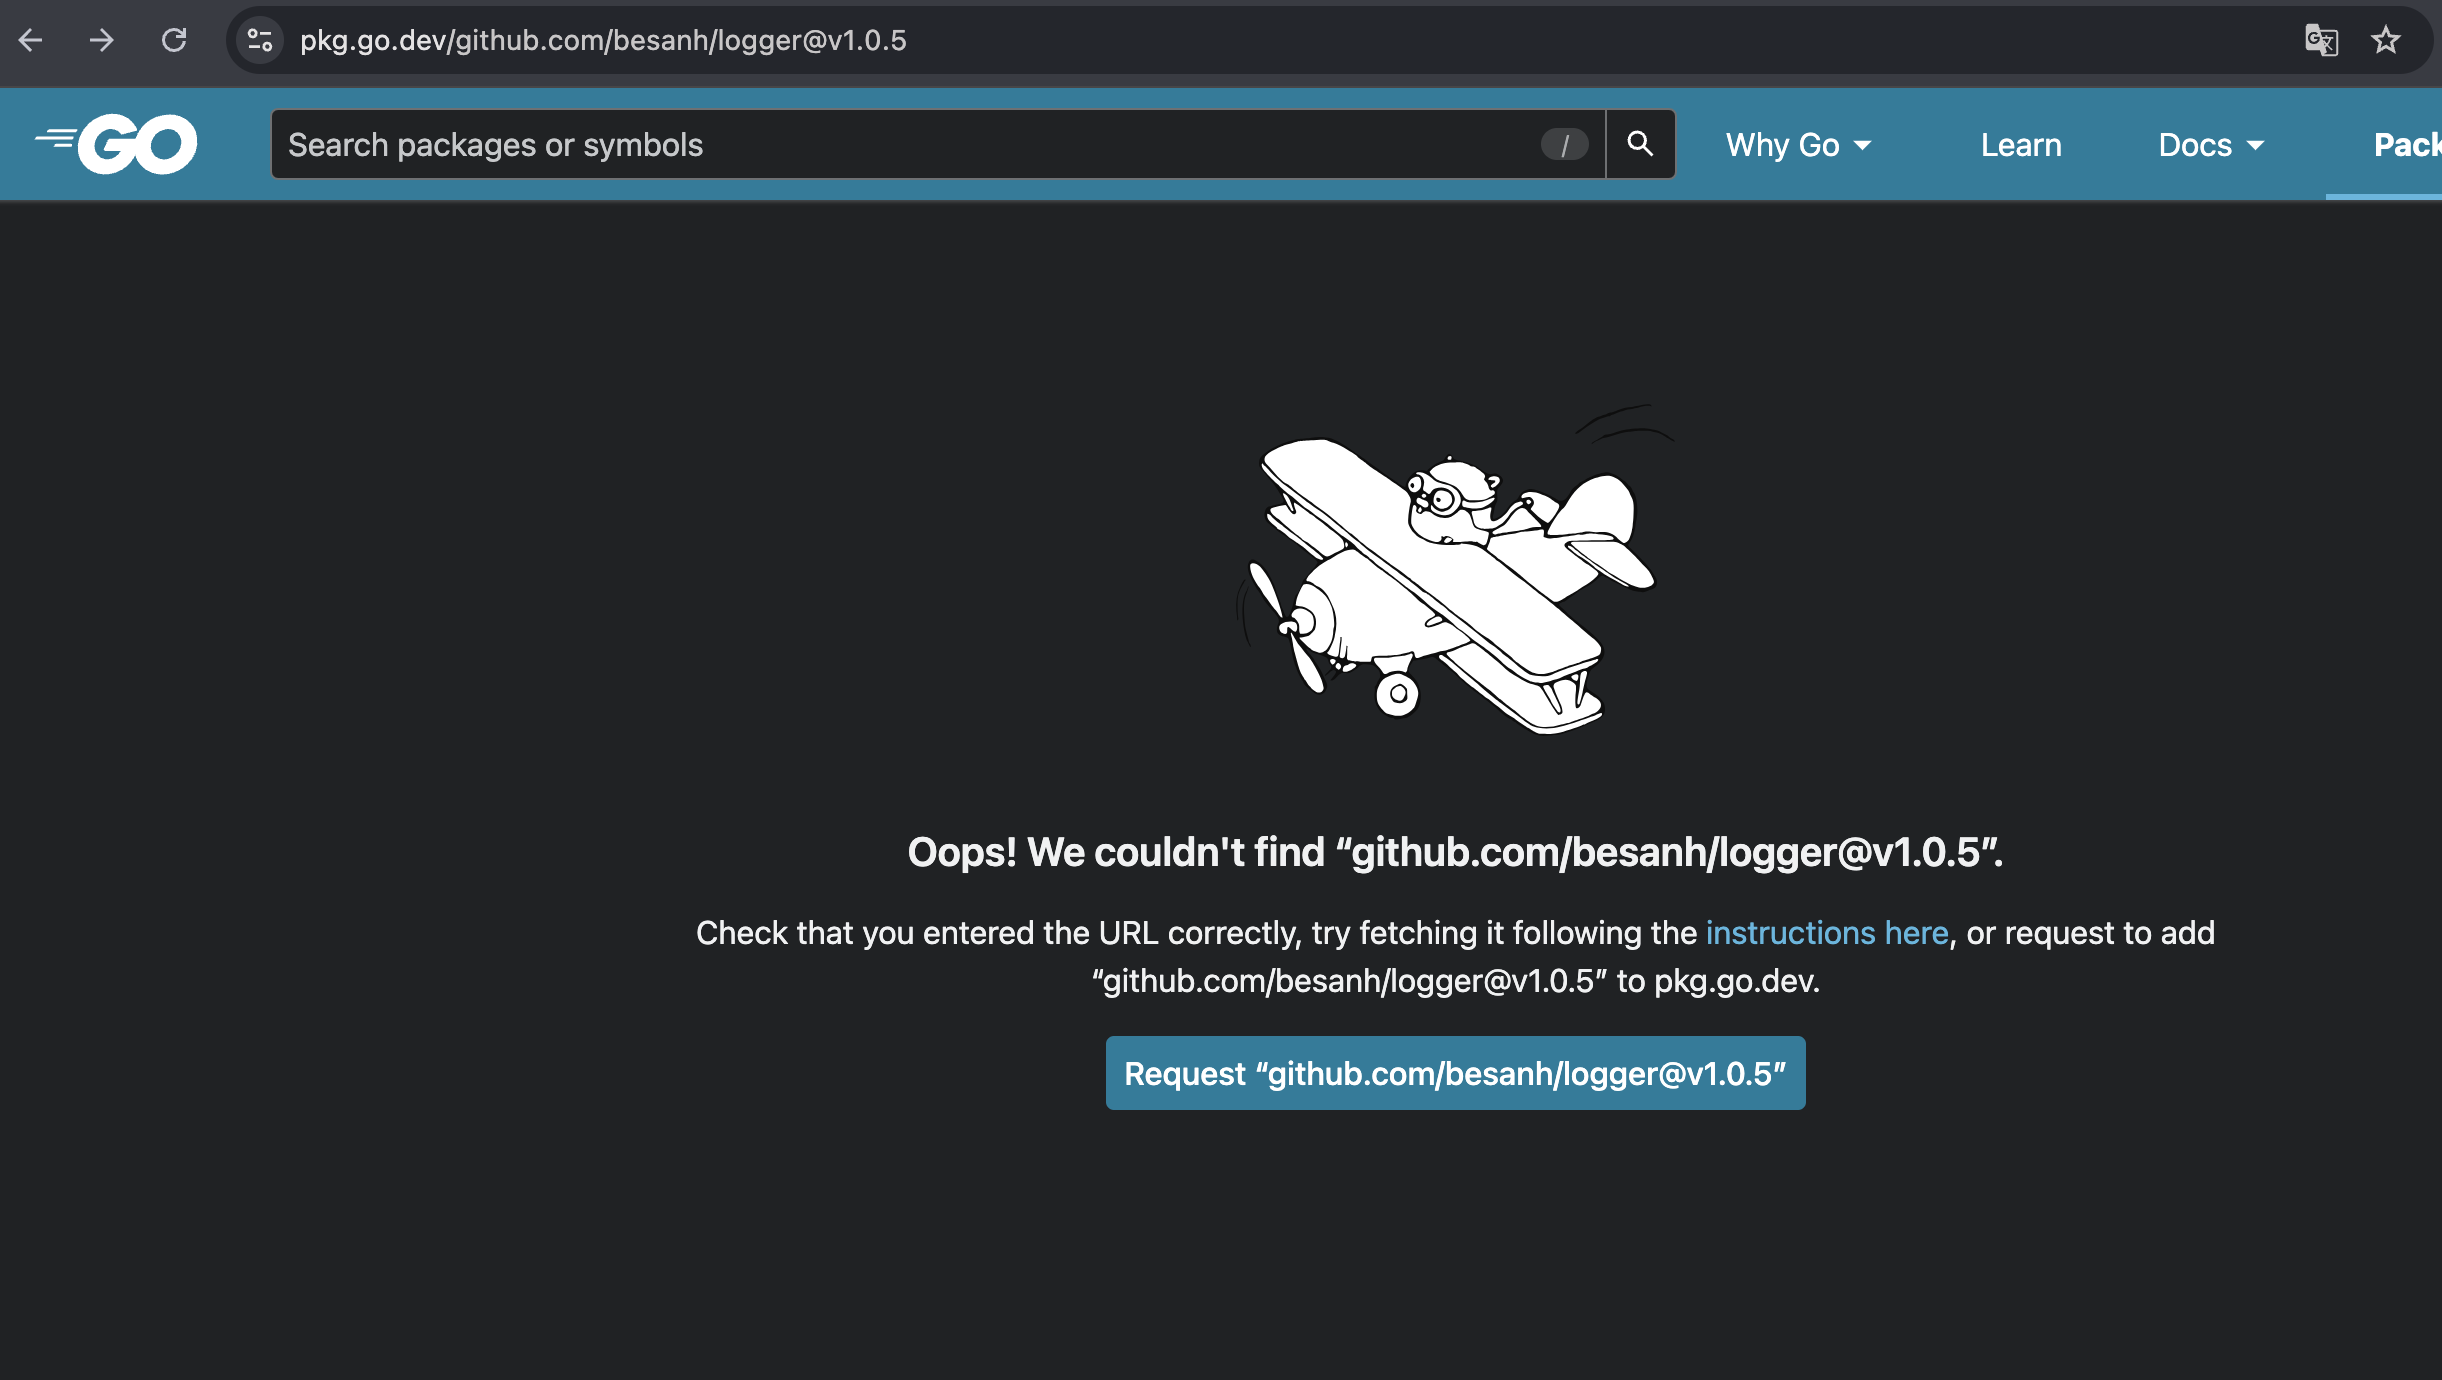 pkg.go.dev/github.com/besanh/logger@v1.0.5
GO Search packages or symbols / Why Go Learn Docs Pack
Oops! We couldn't find “github.com/besanh/logger@v1.0.5”.
Check that you entered the URL correctly, try fetching it following the instructions here, or request to add
“github.com/besanh/logger@v1.0.5” to pkg.go.dev.
Request “github.com/besanh/logger@v1.0.5”